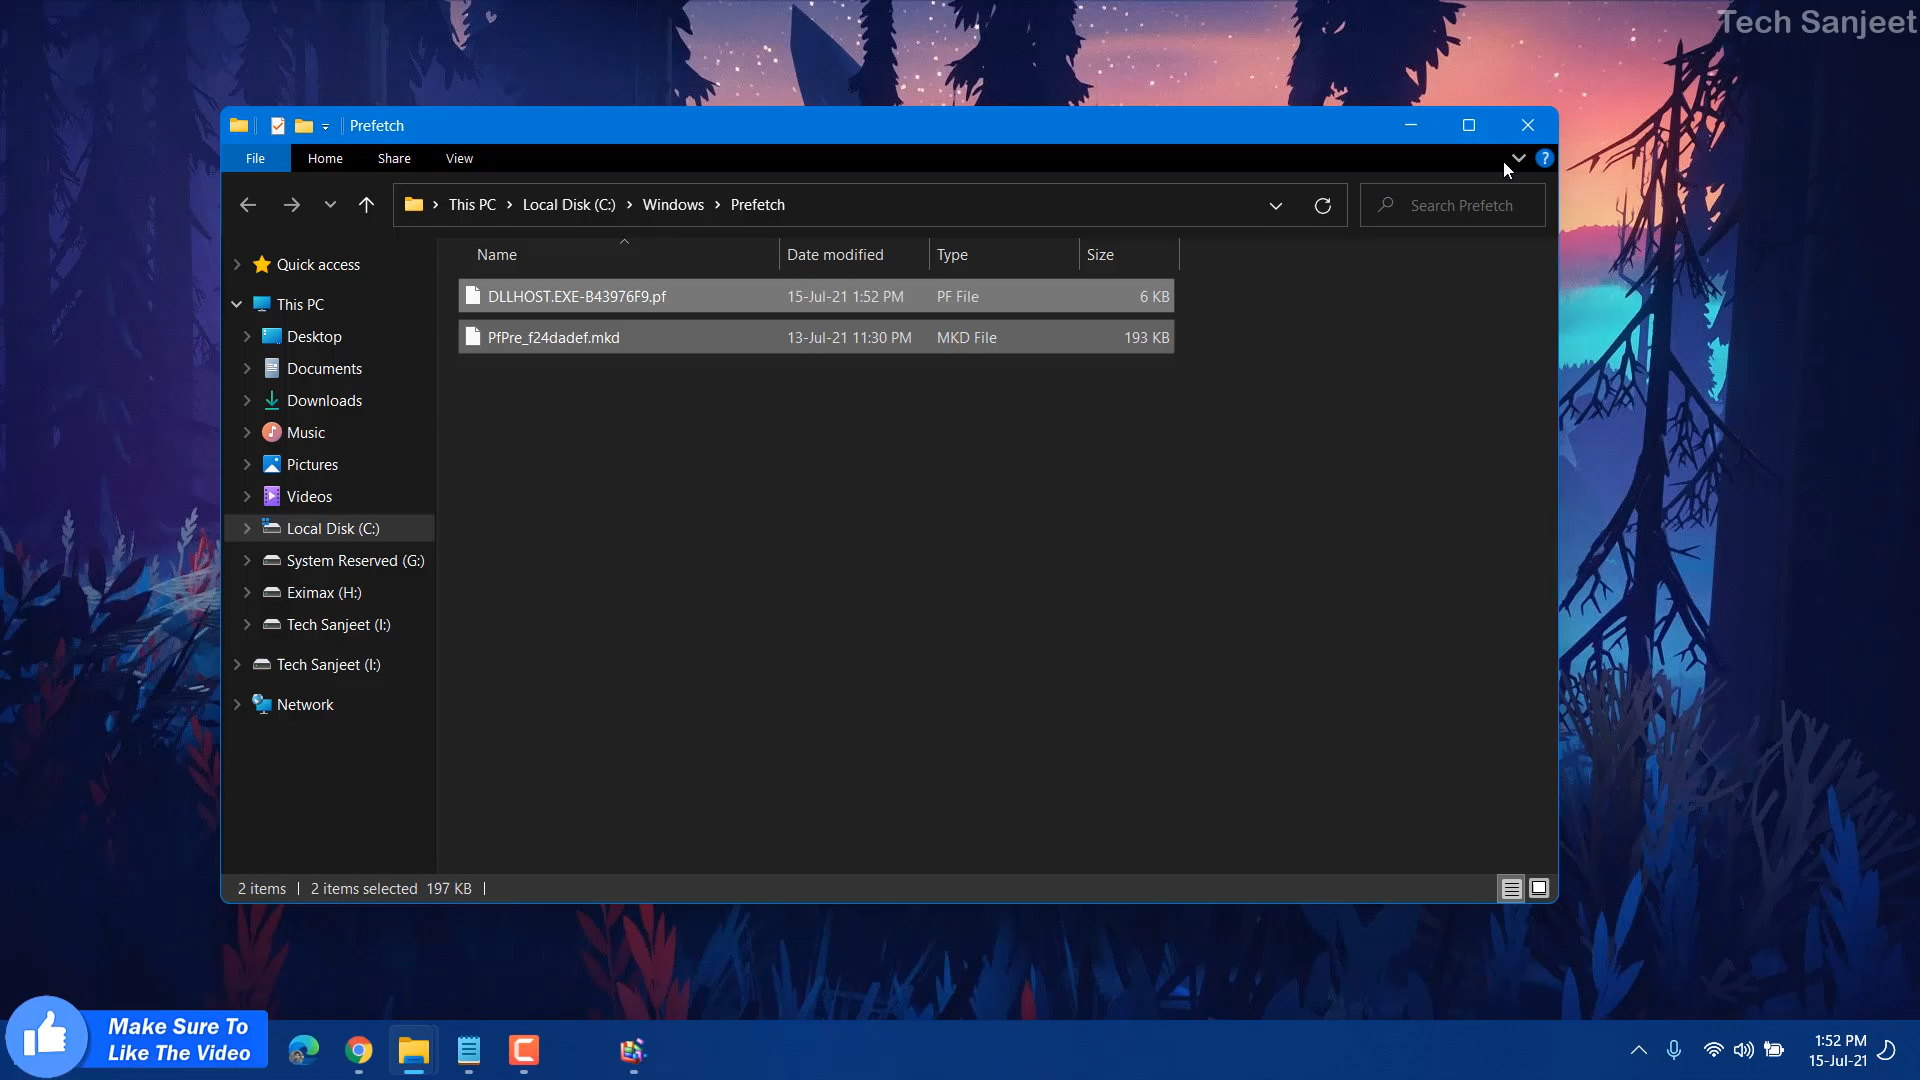 Tech Sanjeet
Prefetch
File Home Share View
?
This PC Local Disk (C:) Windows Prefetch
Search Prefetch
Name Date modified Type Size
DLLHOST.EXE-B43976F9.pf 15-Jul-21 1:52 PM PF File 6 KB
PfPre_f24dadef.mkd 13-Jul-21 11:30 PM MKD File 193 KB
Quick access
This PC
Desktop
Documents
Downloads
Music
Pictures
Videos
Local Disk (C:)
System Reserved (G:)
Eximax (H:)
Tech Sanjeet (I:)
Tech Sanjeet (I:)
Network
2 items 2 items selected 197 KB
Make Sure To
Like The Video
1:52 PM
15-Jul-21